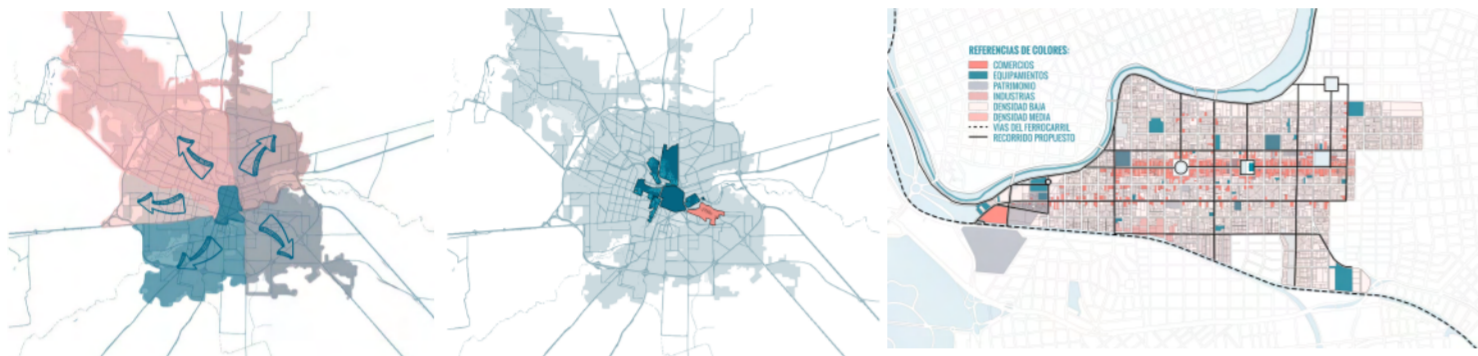 REFERENCIAS DE COLORES:
COMERCIOS
EQUIPAMIENTOS
PATRIMONIO
INDUSTRIAS
DENSIDAD BAJA
DENSIDAD MEDIA
VÍAS DEL FERROCARRIL
RECORRIDO PROPUESTO